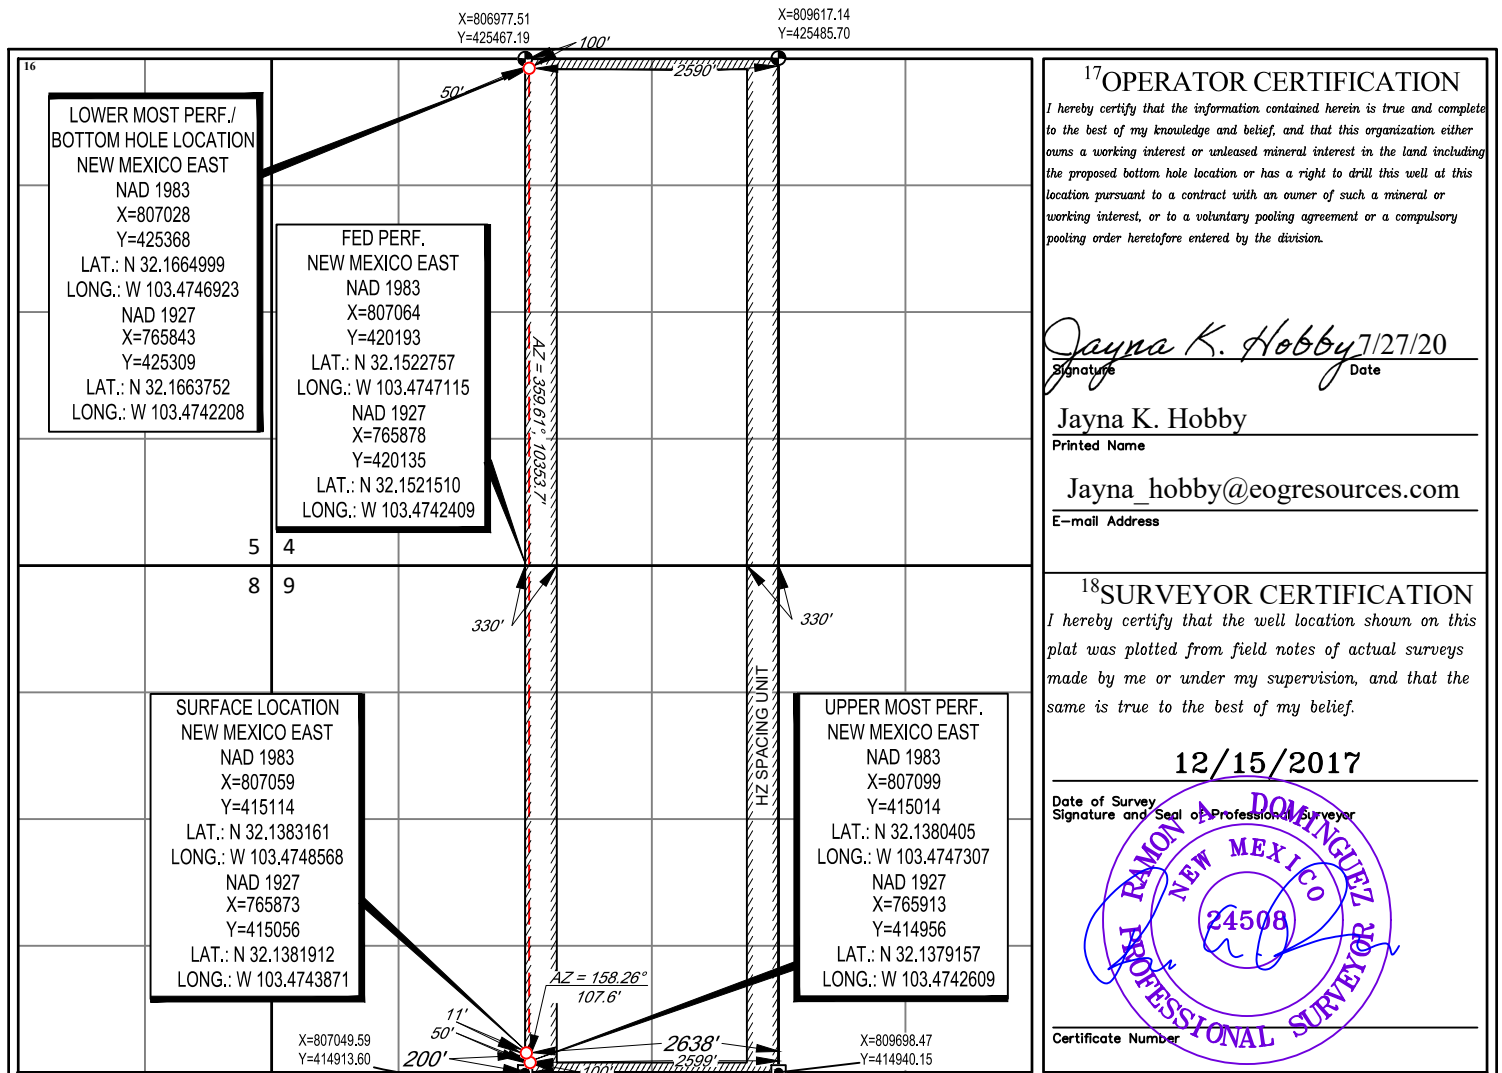 X=806977.51
Y=425467.19
X=809617.14
Y=425485.70
100'
2590'
50'
16
LOWER MOST PERF./
BOTTOM HOLE LOCATION
NEW MEXICO EAST
NAD 1983
X=807028
Y=425368
LAT.: N 32.1664999
LONG.: W 103.4746923
NAD 1927
X=765843
Y=425309
LAT.: N 32.1663752
LONG.: W 103.4742208
FED PERF.
NEW MEXICO EAST
NAD 1983
X=807064
Y=420193
LAT.: N 32.1522757
LONG.: W 103.4747115
NAD 1927
X=765878
Y=420135
LAT.: N 32.1521510
LONG.: W 103.4742409
AZ = 359.61°, 10353.7'
5 4
8 9
330'
330'
HZ SPACING UNIT
SURFACE LOCATION
NEW MEXICO EAST
NAD 1983
X=807059
Y=415114
LAT.: N 32.1383161
LONG.: W 103.4748568
NAD 1927
X=765873
Y=415056
LAT.: N 32.1381912
LONG.: W 103.4743871
UPPER MOST PERF.
NEW MEXICO EAST
NAD 1983
X=807099
Y=415014
LAT.: N 32.1380405
LONG.: W 103.4747307
NAD 1927
X=765913
Y=414956
LAT.: N 32.1379157
LONG.: W 103.4742609
AZ = 158.26°
107.6'
11'
50'
200'
2638'
2599'
100'
X=807049.59
Y=414913.60
X=809698.47
Y=414940.15
17 OPERATOR CERTIFICATION
I hereby certify that the information contained herein is true and complete
to the best of my knowledge and belief, and that this organization either
owns a working interest or unleased mineral interest in the land including
the proposed bottom hole location or has a right to drill this well at this
location pursuant to a contract with an owner of such a mineral or
working interest, or to a voluntary pooling agreement or a compulsory
pooling order heretofore entered by the division.
Jayna K. Hobby 7/27/20
Signature Date
Jayna K. Hobby
Printed Name
Jayna_hobby@eogresources.com
E-mail Address
18 SURVEYOR CERTIFICATION
I hereby certify that the well location shown on this
plat was plotted from field notes of actual surveys
made by me or under my supervision, and that the
same is true to the best of my belief.
12/15/2017
Date of Survey
Signature and Seal of Professional Surveyor
RAMON A. DOMINGUEZ
NEW MEXICO
24508
PROFESSIONAL SURVEYOR
Certificate Number